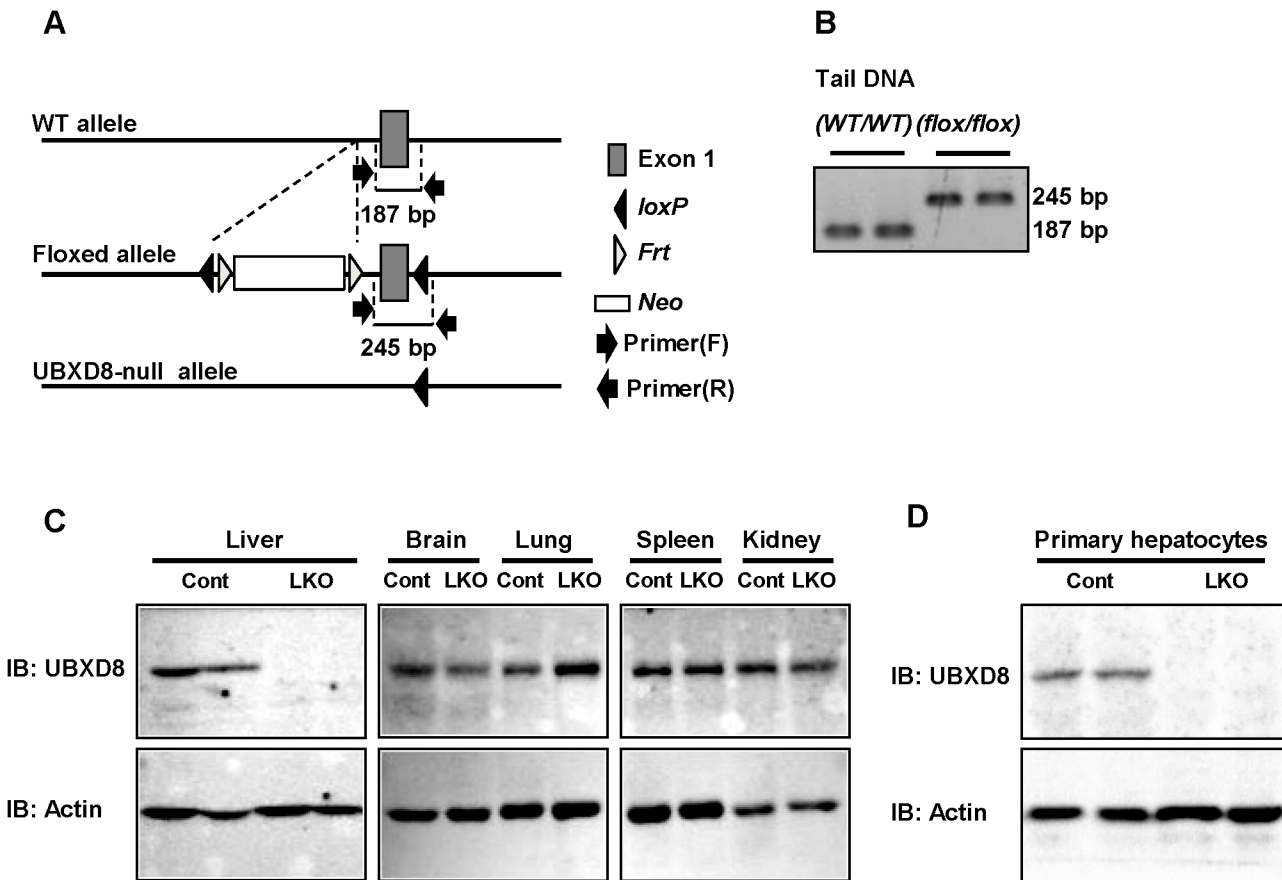 A
WT allele
187 bp
Floxed allele
245 bp
UBXD8-null allele
Exon 1
loxP
Frt
Neo
Primer(F)
Primer(R)
B
Tail DNA
(WT/WT) (flox/flox)
245 bp
187 bp
C
Liver Brain Lung Spleen Kidney
Cont LKO Cont LKO Cont LKO Cont LKO Cont LKO
IB: UBXD8
IB: Actin
D
Primary hepatocytes
Cont LKO
IB: UBXD8
IB: Actin